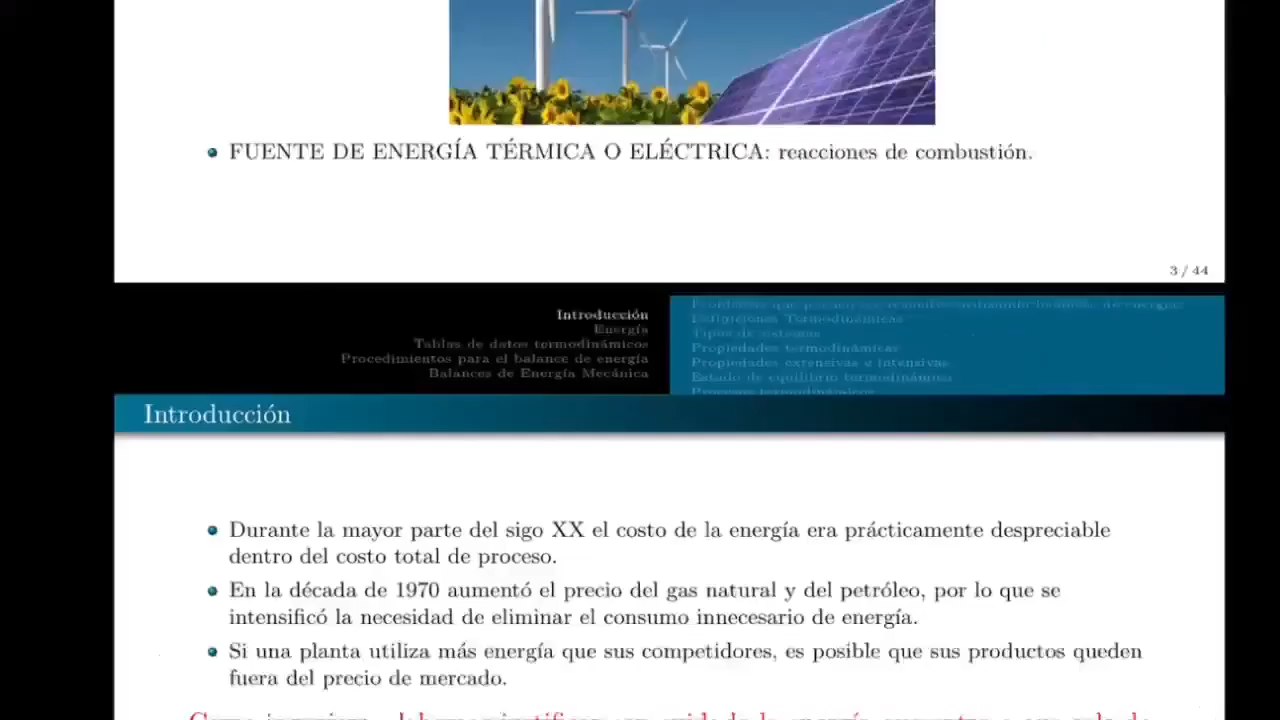 FUENTE DE ENERGÍA TÉRMICA O ELÉCTRICA: reacciones de combustión.
3 / 44
Introducción
Energía
Tablas de datos termodinámicos
Procedimientos para el balance de energía
Balances de Energía Mecánica
Definiciones Termodinámicas
Tipos de sistemas
Propiedades termodinámicas
Propiedades extensivas e intensivas
Estado de equilibrio termodinámico
Procesos termodinámicos
Introducción
Durante la mayor parte del sigo XX el costo de la energía era prácticamente despreciable
dentro del costo total de proceso.
En la década de 1970 aumentó el precio del gas natural y del petróleo, por lo que se
intensificó la necesidad de eliminar el consumo innecesario de energía.
Si una planta utiliza más energía que sus competidores, es posible que sus productos queden
fuera del precio de mercado.